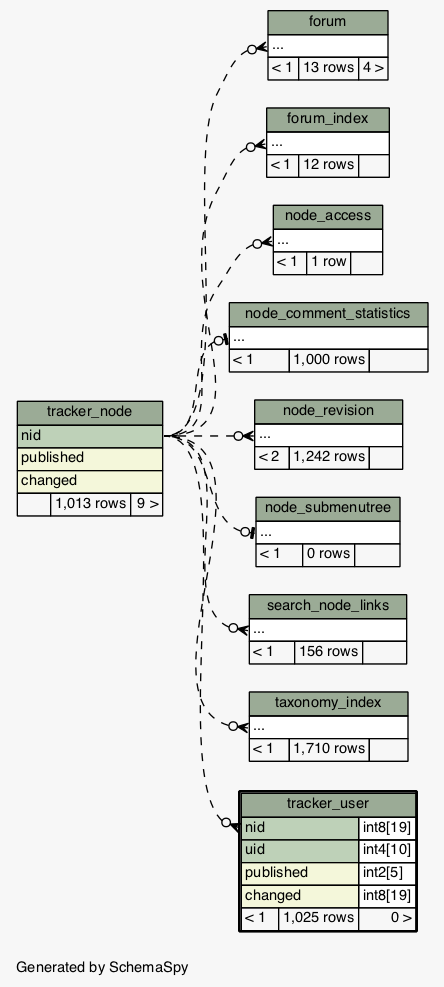 forum
...
< 1 13 rows 4 >
forum_index
...
< 1 12 rows
node_access
...
< 1 1 row
node_comment_statistics
...
< 1 1,000 rows
tracker_node
nid
published
changed
1,013 rows 9 >
node_revision
...
< 2 1,242 rows
node_submenutree
...
< 1 0 rows
search_node_links
...
< 1 156 rows
taxonomy_index
...
< 1 1,710 rows
tracker_user
nid int8[19]
uid int4[10]
published int2[5]
changed int8[19]
< 1 1,025 rows 0 >
Generated by SchemaSpy